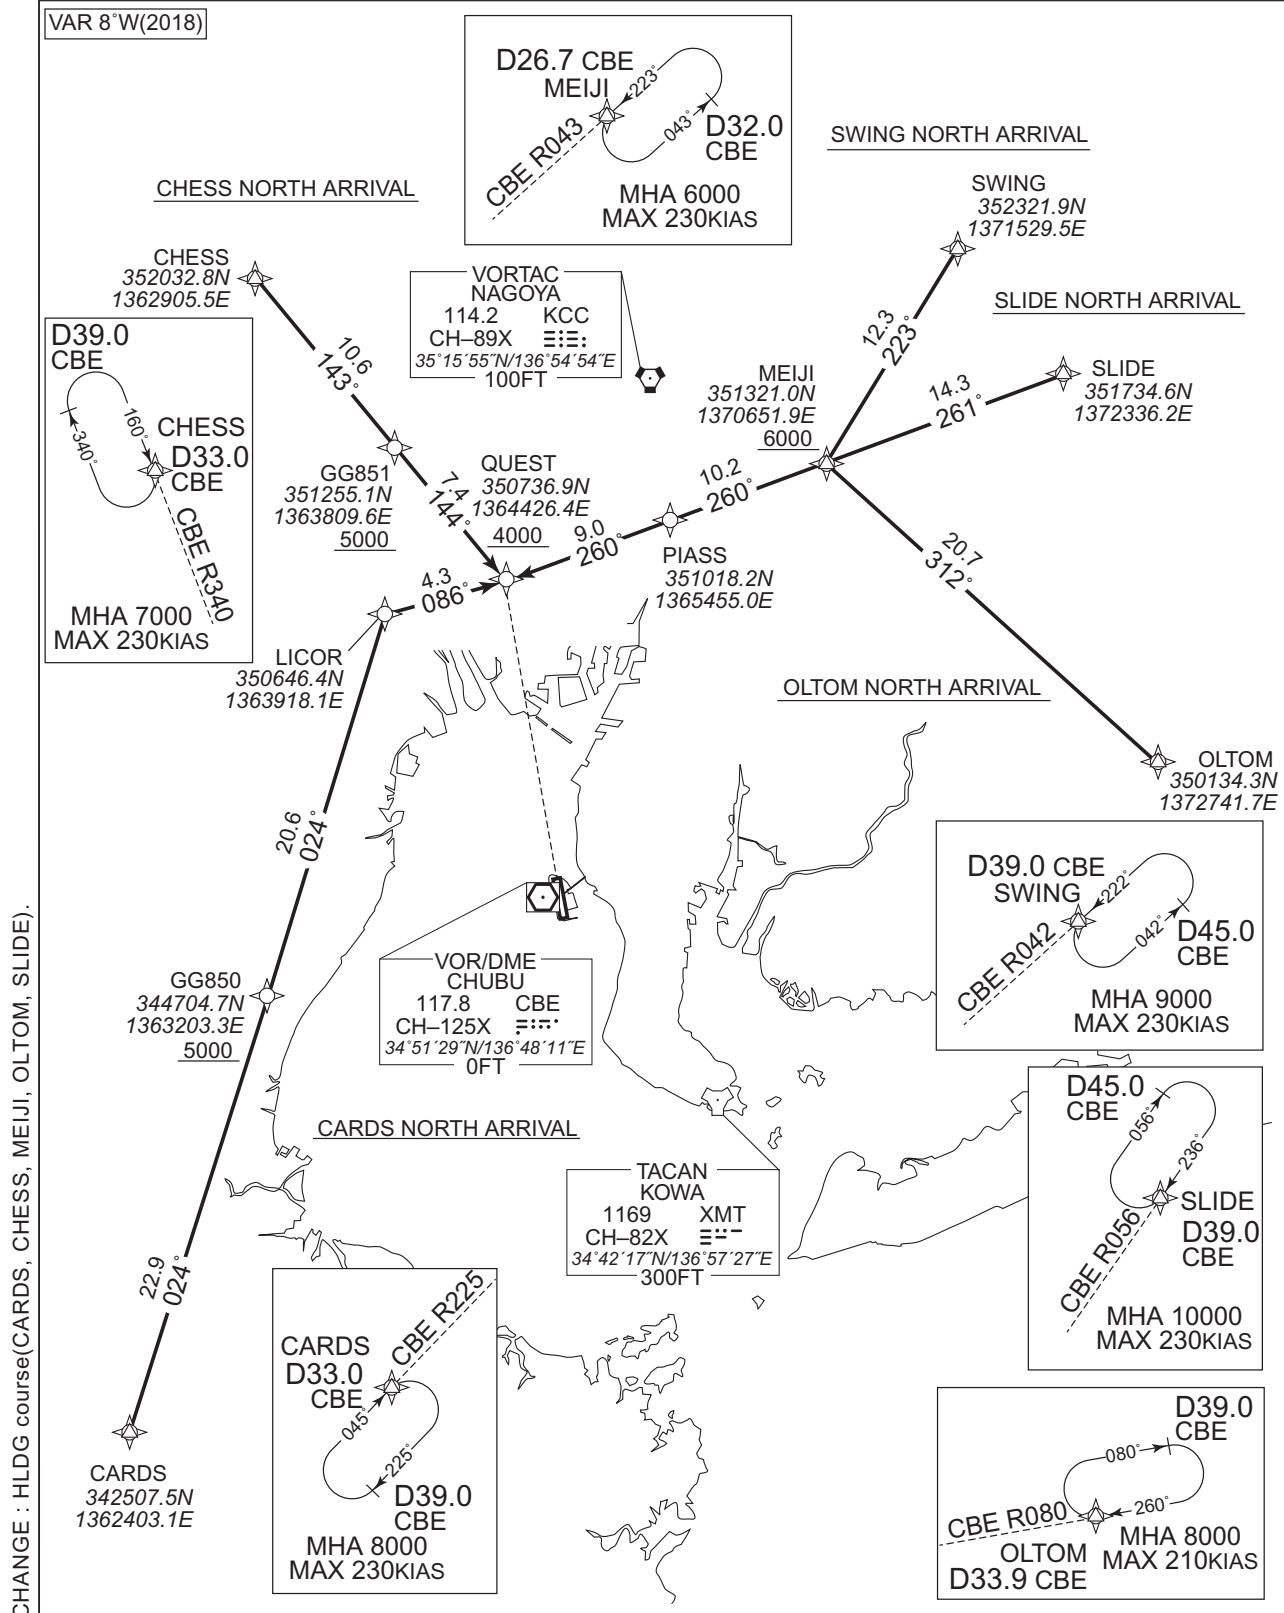 VAR 8°W(2018)
D26.7 CBE
MEIJI
223°
043°
D32.0
CBE
CBE R043
MHA 6000
MAX 230KIAS
SWING NORTH ARRIVAL
CHESS NORTH ARRIVAL
SWING
352321.9N
1371529.5E
CHESS
352032.8N
1362905.5E
VORTAC
NAGOYA
114.2 KCC
CH–89X
35°15´55˝N/136°54´54˝E
100FT
SLIDE NORTH ARRIVAL
12.3
223°
D39.0
CBE
160°
340°
CHESS
D33.0
CBE
CBE R340
MHA 7000
MAX 230KIAS
10.6
143°
MEIJI
351321.0N
1370651.9E
6000
14.3
261°
SLIDE
351734.6N
1372336.2E
GG851
351255.1N
1363809.6E
5000
7.4
144°
QUEST
350736.9N
1364426.4E
4000
10.2
260°
9.0
260°
PIASS
351018.2N
1365455.0E
20.7
312°
4.3
086°
LICOR
350646.4N
1363918.1E
OLTOM NORTH ARRIVAL
OLTOM
350134.3N
1372741.7E
20.6
024°
D39.0 CBE
SWING
222°
042°
D45.0
CBE
CBE R042
MHA 9000
MAX 230KIAS
GG850
344704.7N
1363203.3E
5000
VOR/DME
CHUBU
117.8 CBE
CH–125X
34°51´29˝N/136°48´11˝E
0FT
D45.0
CBE
056°
236°
SLIDE
D39.0
CBE
CBE R056
MHA 10000
MAX 230KIAS
CARDS NORTH ARRIVAL
TACAN
KOWA
1169 XMT
CH–82X
34°42´17˝N/136°57´27˝E
300FT
22.9
024°
CBE R225
CARDS
D33.0
CBE
045°
225°
D39.0
CBE
MHA 8000
MAX 230KIAS
CARDS
342507.5N
1362403.1E
D39.0
CBE
080°
260°
CBE R080
OLTOM
D33.9 CBE
MHA 8000
MAX 210KIAS
CHANGE : HLDG course(CARDS, CHESS, MEIJI, OLTOM, SLIDE).